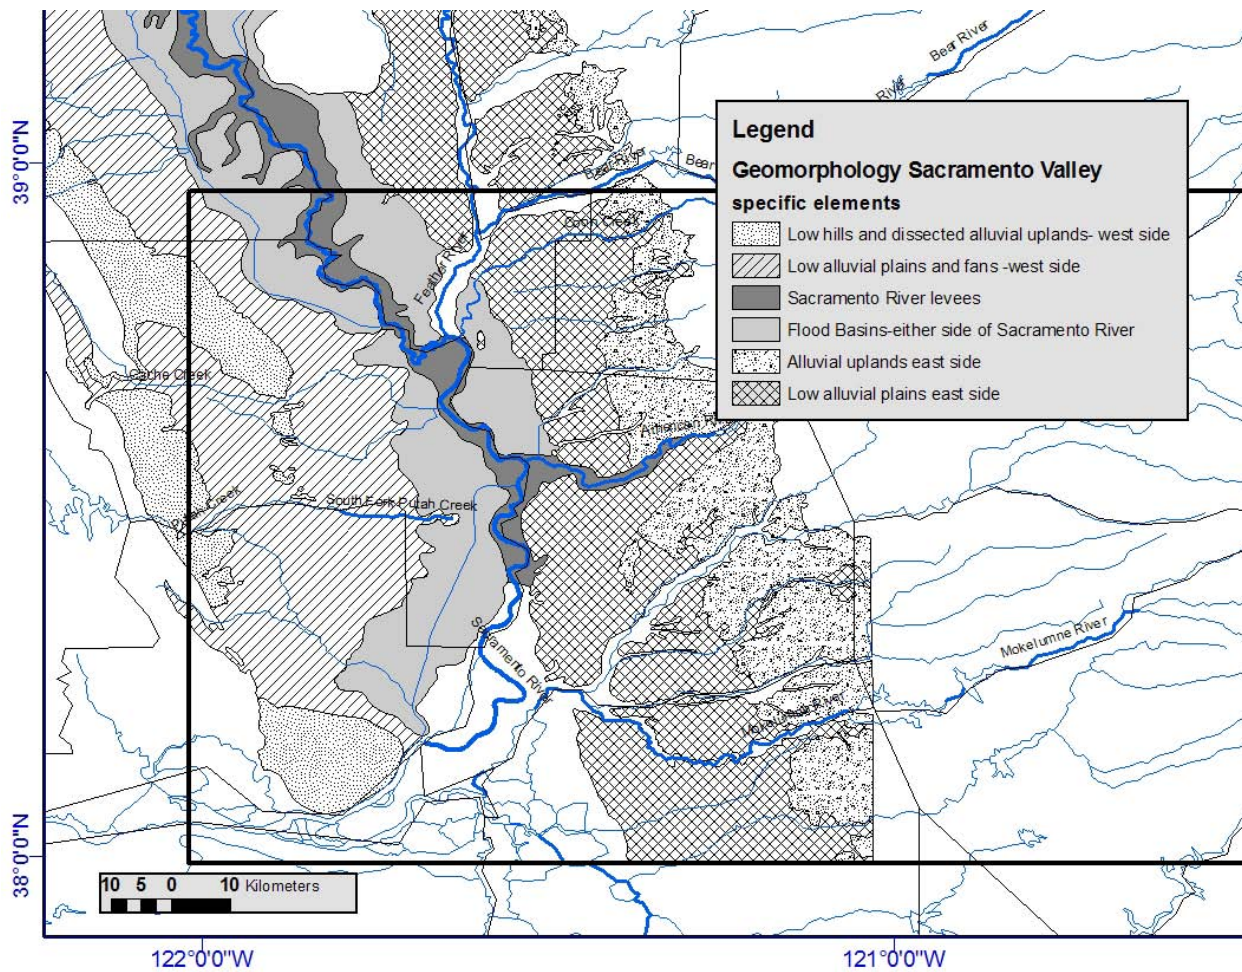 Bear River
River
Legend
Geomorphology Sacramento Valley
specific elements
Low hills and dissected alluvial uplands- west side
Low alluvial plains and fans -west side
Sacramento River levees
Flood Basins-either side of Sacramento River
Alluvial uplands east side
Low alluvial plains east side
39°0'0"N
Bear River
Bear
Coon Creek
Feather River
Cache Creek
American Riv
Putah Creek
South Fork Putah Creek
Sacramento River
Mokelumne River
Mokelumne River
38°0'0"N
10 5 0 10 Kilometers
122°0'0"W
121°0'0"W